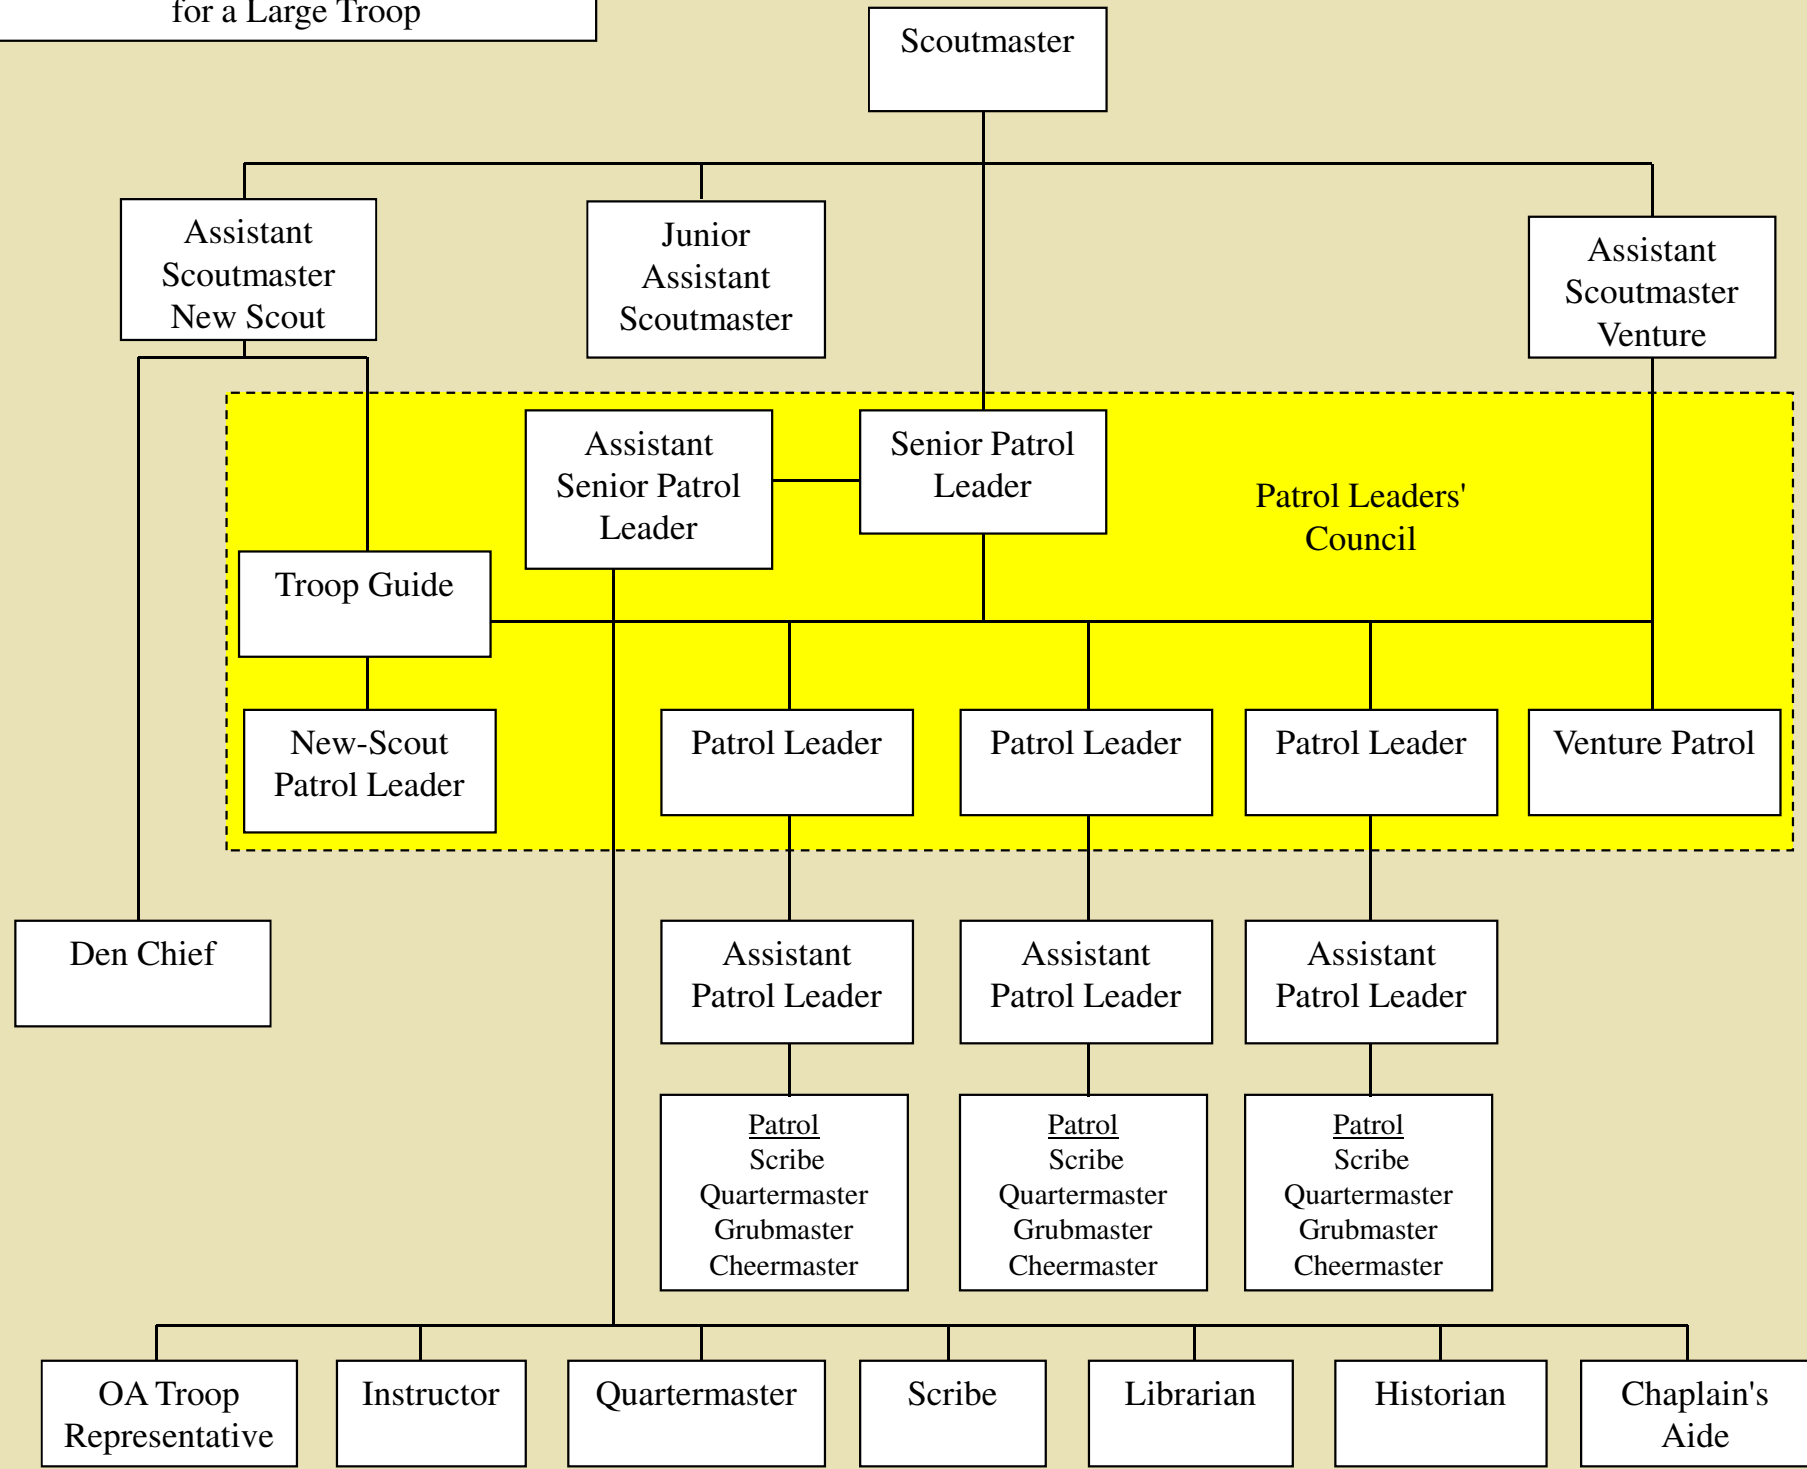 for a Large Troop
Scoutmaster
Assistant
Scoutmaster
New Scout
Junior
Assistant
Scoutmaster
Assistant
Scoutmaster
Venture
Assistant
Senior Patrol
Leader
Senior Patrol
Leader
Patrol Leaders'
Council
Troop Guide
New-Scout
Patrol Leader
Patrol Leader
Patrol Leader
Patrol Leader
Venture Patrol
Den Chief
Assistant
Patrol Leader
Assistant
Patrol Leader
Assistant
Patrol Leader
Patrol
Scribe
Quartermaster
Grubmaster
Cheermaster
Patrol
Scribe
Quartermaster
Grubmaster
Cheermaster
Patrol
Scribe
Quartermaster
Grubmaster
Cheermaster
OA Troop
Representative
Instructor
Quartermaster
Scribe
Librarian
Historian
Chaplain's
Aide